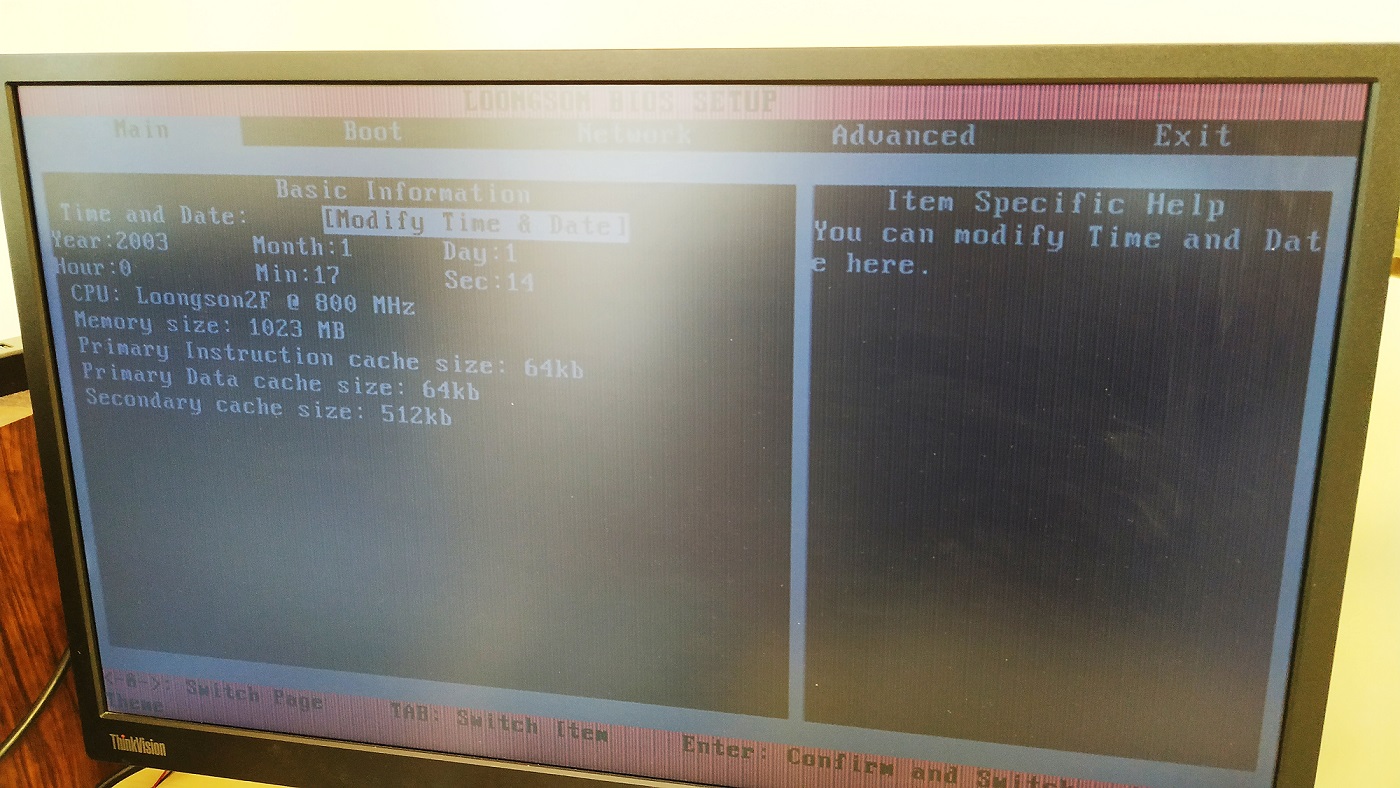 LOONGSON BIOS SETUP
Main Boot Network Advanced Exit
Basic Information
Time and Date: [Modify Time & Date]
Year:2003 Month:1 Day:1
Hour:0 Min:17 Sec:14
CPU: Loongson2F @ 800 MHz
Memory size: 1023 MB
Primary Instruction cache size: 64kb
Primary Data cache size: 64kb
Secondary cache size: 512kb
Item Specific Help
You can modify Time and Dat
e here.
<-A->: Switch Page TAB: Switch Item Enter: Confirm and Switch
Theme
ThinkVision